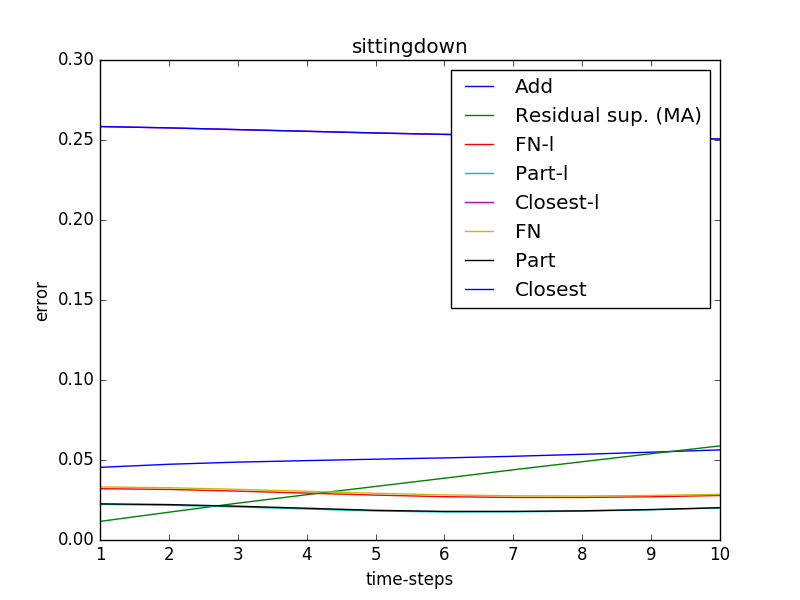 sittingdown
0.30
0.25
0.20
0.15
0.10
0.05
0.00
error
Add
Residual sup. (MA)
FN-l
Part-l
Closest-l
FN
Part
Closest
1 2 3 4 5 6 7 8 9 10
time-steps